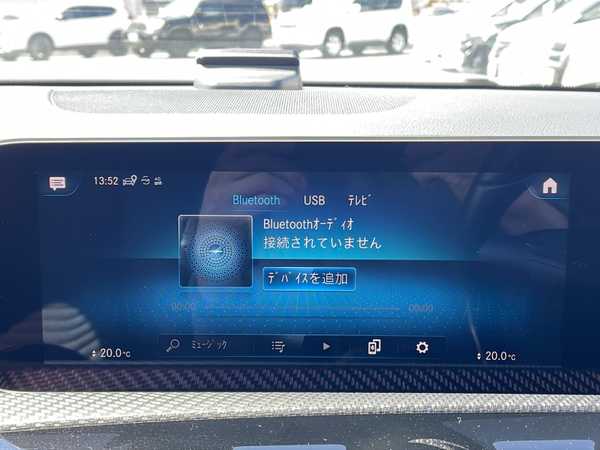 13:52 4G
Bluetooth USB ﾃﾚﾋﾞ
Bluetoothｵｰﾃﾞｨｵ
接続されていません
ﾃﾞﾊﾞｲｽを追加
00:00 00:00
ﾐｭｰｼﾞｯｸ
20.0°C 20.0°C